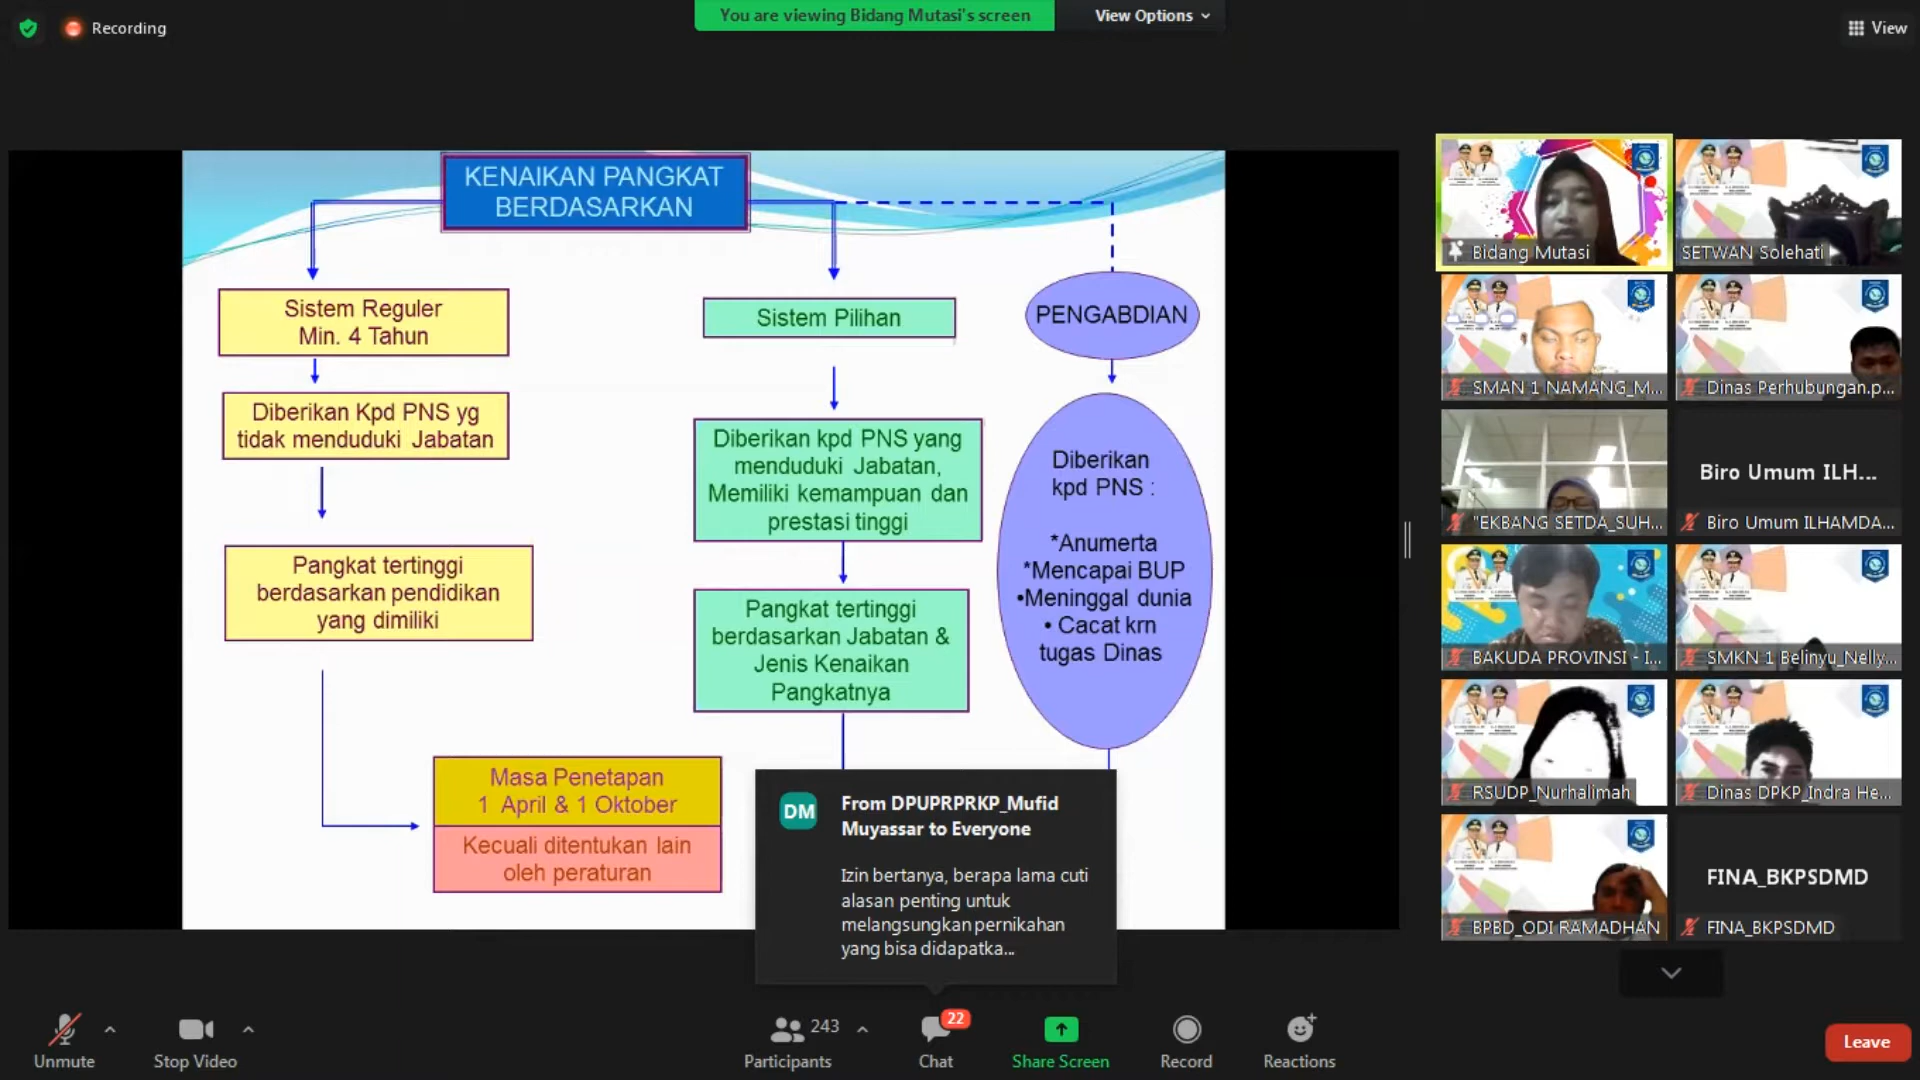 You are viewing Bidang Mutasi's screen
View Options
Recording
View
KENAIKAN PANGKAT
BERDASARKAN
Sistem Reguler
Min. 4 Tahun
Diberikan Kpd PNS yg
tidak menduduki Jabatan
Pangkat tertinggi
berdasarkan pendidikan
yang dimiliki
Masa Penetapan
1 April & 1 Oktober
Kecuali ditentukan lain
oleh peraturan
Sistem Pilihan
Diberikan kpd PNS yang
menduduki Jabatan,
Memiliki kemampuan dan
prestasi tinggi
Pangkat tertinggi
berdasarkan Jabatan &
Jenis Kenaikan
Pangkatnya
PENGABDIAN
Diberikan
kpd PNS :
*Anumerta
*Mencapai BUP
•Meninggal dunia
• Cacat krn
tugas Dinas
DM
From DPUPRPRKP_Mufid
Muyassar to Everyone
Izin bertanya, berapa lama cuti
alasan penting untuk
melangsungkan pernikahan
yang bisa didapatka...
Bidang Mutasi
SETWAN Solehati
SMAN 1 NAMANG_M...
Dinas Perhubungan.p...
"EKBANG SETDA_SUH...
Biro Umum ILH...
Biro Umum ILHAMDA...
BAKUDA PROVINSI - I...
SMKN 1 Belinyu_Nelly...
RSUDP_Nurhalimah
Dinas DPKP_Indra He...
BPBD_ODI RAMADHAN
FINA_BKPSDMD
FINA_BKPSDMD
Unmute
Stop Video
243
Participants
22
Chat
Share Screen
Record
Reactions
Leave